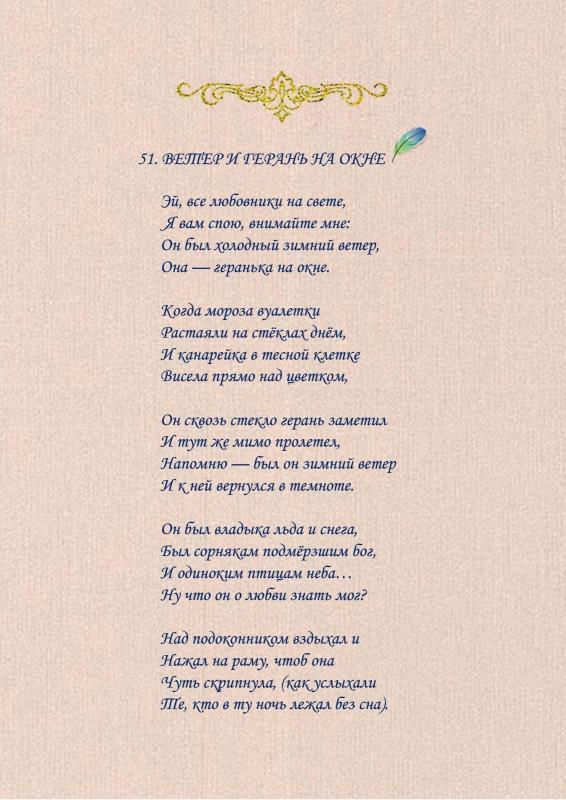 51. ВЕТЕР И ГЕРАНЬ НА ОКНЕ
Эй, все любовники на свете,
Я вам спою, внимайте мне:
Он был холодный зимний ветер,
Она — геранька на окне.
Когда мороза вуалетки
Растаяли на стёклах днём,
И канарейка в тесной клетке
Висела прямо над цветком,
Он сквозь стекло герань заметил
И тут же мимо пролетел,
Напомню — был он зимний ветер
И к ней вернулся в темноте.
Он был владыка льда и снега,
Был сорнякам подмёрзшим бог,
И одиноким птицам неба…
Ну что он о любви знать мог?
Над подоконником вздыхал и
Нажал на раму, чтоб она
Чуть скрипнула, (как услыхали
Те, кто в ту ночь лежал без сна).